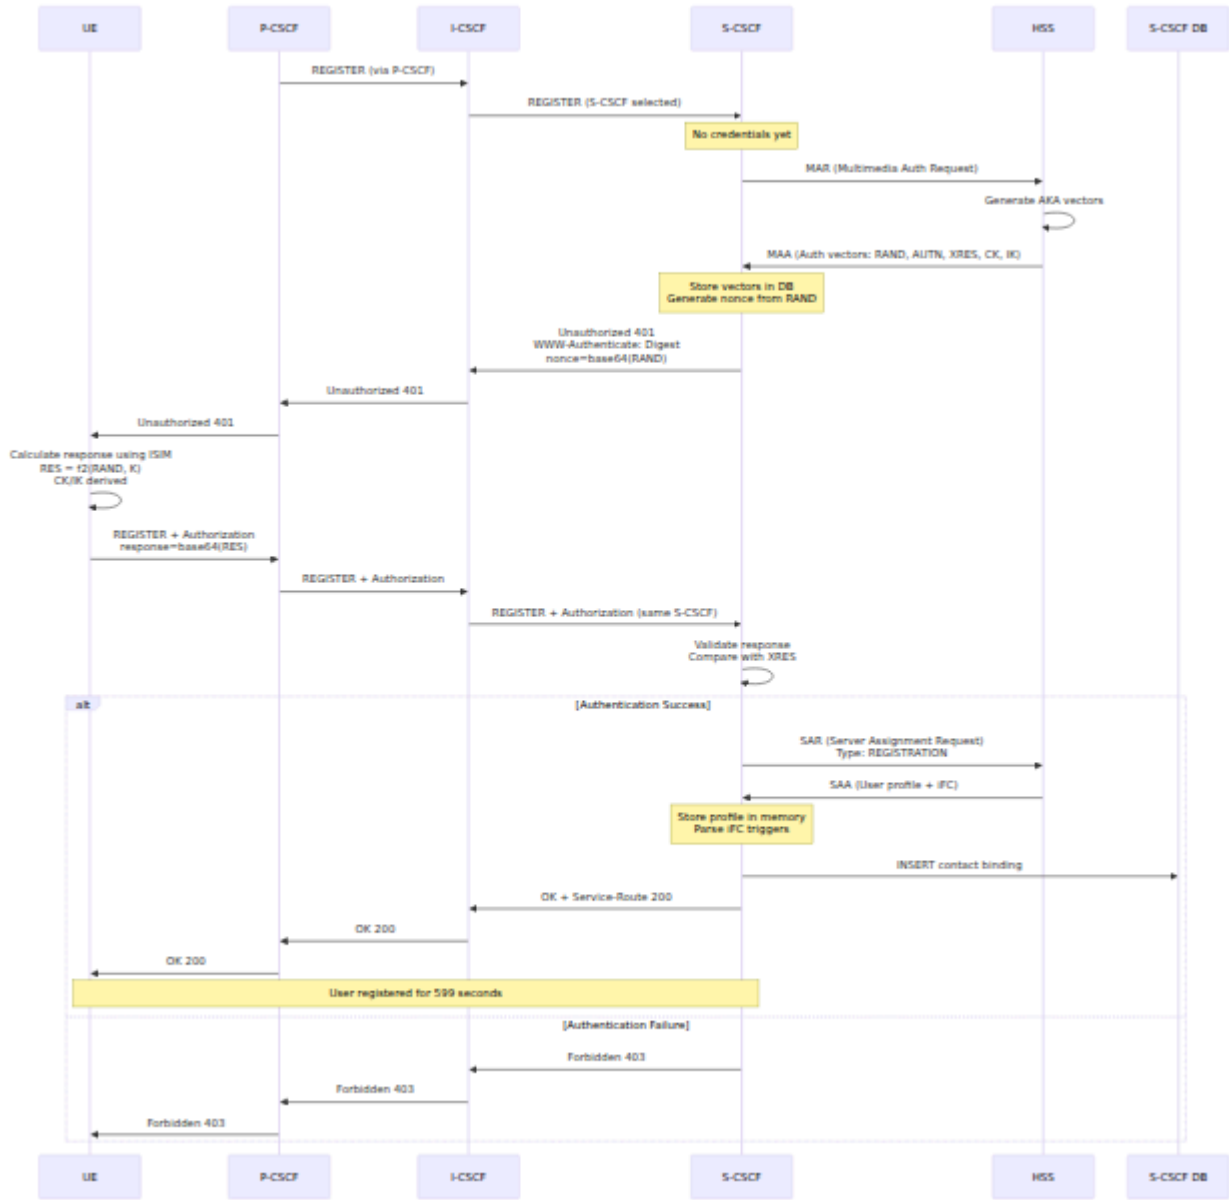 UE P-CSCF I-CSCF S-CSCF HSS S-CSCF DB
REGISTER (via P-CSCF)
REGISTER (S-CSCF selected)
No credentials yet
MAR (Multimedia Auth Request)
Generate AKA vectors
MAA (Auth vectors: RAND, AUTN, XRES, CK, IK)
Store vectors in DB
Generate nonce from RAND
Unauthorized 401
WWW-Authenticate: Digest
nonce=base64(RAND)
Unauthorized 401
Unauthorized 401
Calculate response using ISIM
RES = f2(RAND, K)
CK/IK derived
REGISTER + Authorization
response=base64(RES)
REGISTER + Authorization
REGISTER + Authorization (same S-CSCF)
Validate response
Compare with XRES
alt [Authentication Success]
SAR (Server Assignment Request)
Type: REGISTRATION
SAA (User profile + iFC)
Store profile in memory
Parse iFC triggers
INSERT contact binding
OK + Service-Route 200
OK 200
OK 200
User registered for 599 seconds
[Authentication Failure]
Forbidden 403
Forbidden 403
Forbidden 403
UE P-CSCF I-CSCF S-CSCF HSS S-CSCF DB